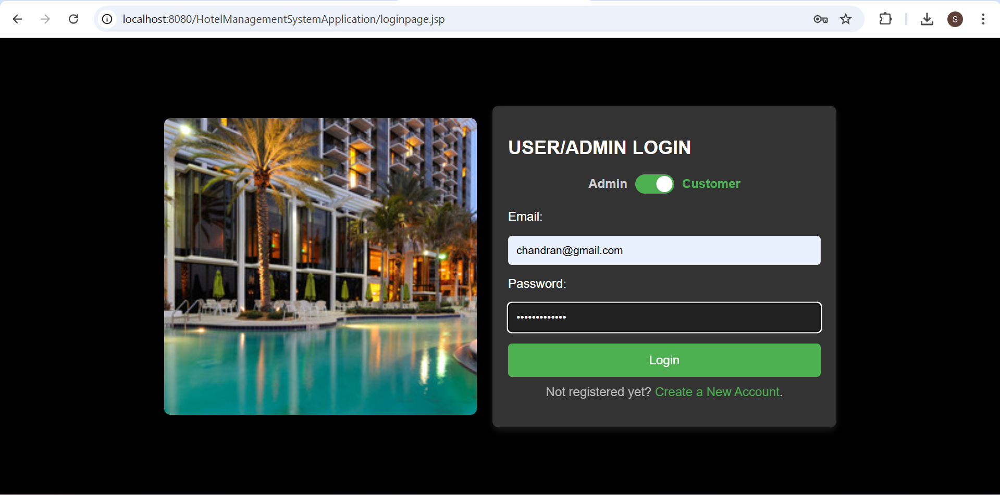 localhost:8080/HotelManagementSystemApplication/loginpage.jsp
S
USER/ADMIN LOGIN
Admin Customer
Email:
chandran@gmail.com
Password:
•••••••••••••
Login
Not registered yet? Create a New Account.